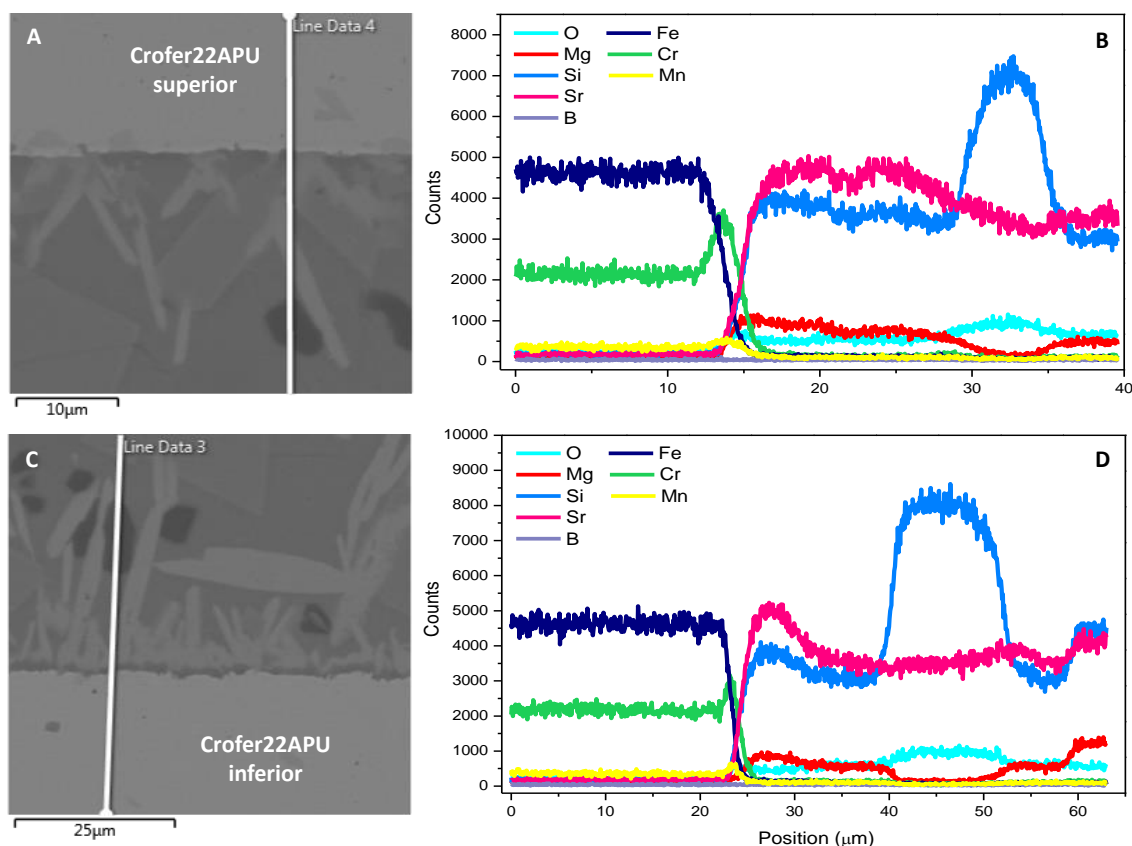 A
Crofer22APU
superior
Line Data 4
10μm
B
O
Fe
Mg
Cr
Si
Mn
Sr
B
Counts
8000
7000
6000
5000
4000
3000
2000
1000
0
0
10
20
30
40
C
Line Data 3
Crofer22APU
inferior
25μm
D
O
Fe
Mg
Cr
Si
Mn
Sr
B
Counts
10000
9000
8000
7000
6000
5000
4000
3000
2000
1000
0
0
10
20
30
40
50
60
Position (μm)